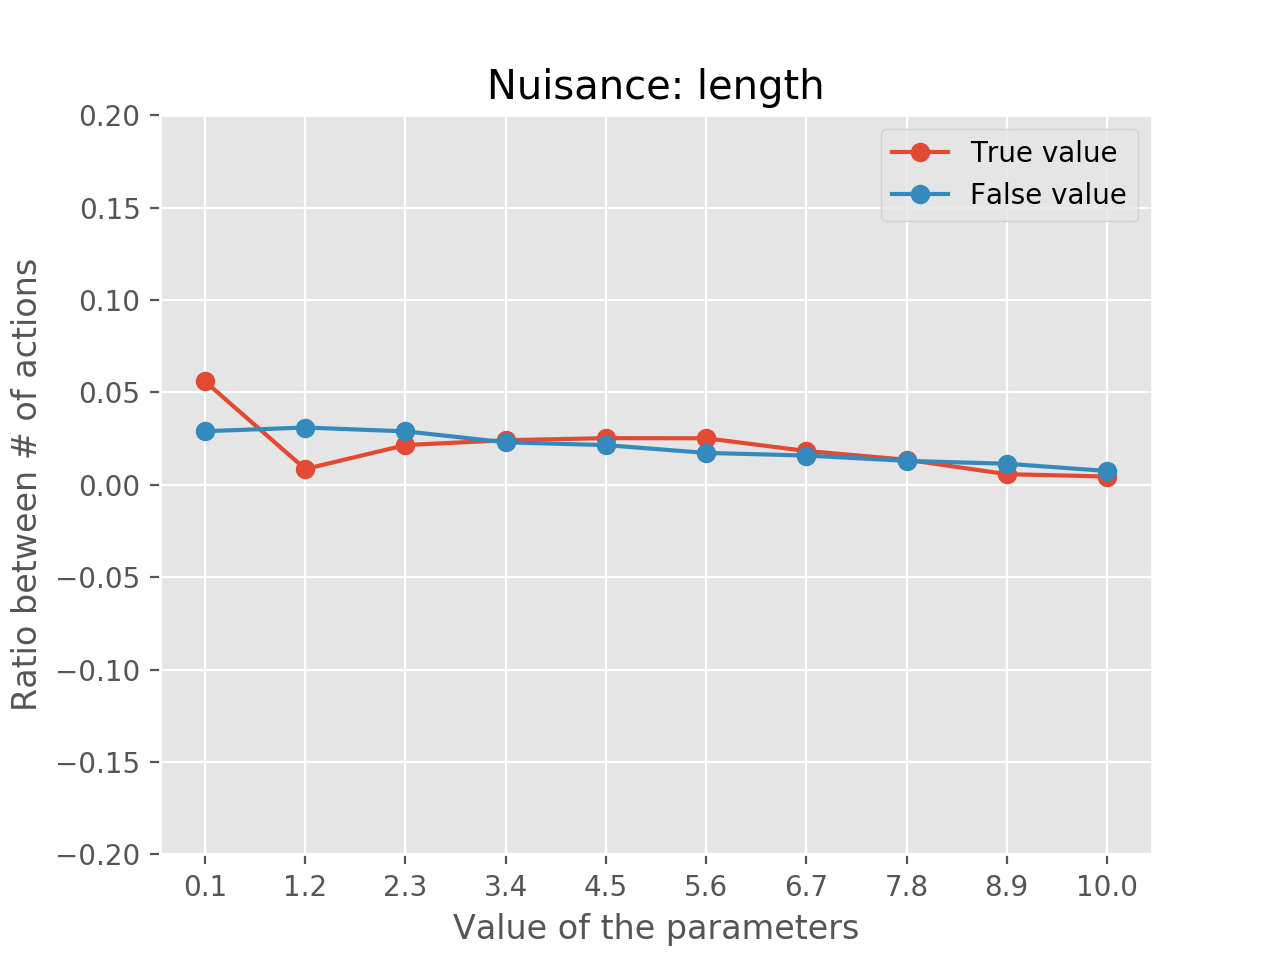 Nuisance: length
True value
False value
Ratio between # of actions
0.20
0.15
0.10
0.05
0.00
−0.05
−0.10
−0.15
−0.20
0.1 1.2 2.3 3.4 4.5 5.6 6.7 7.8 8.9 10.0
Value of the parameters